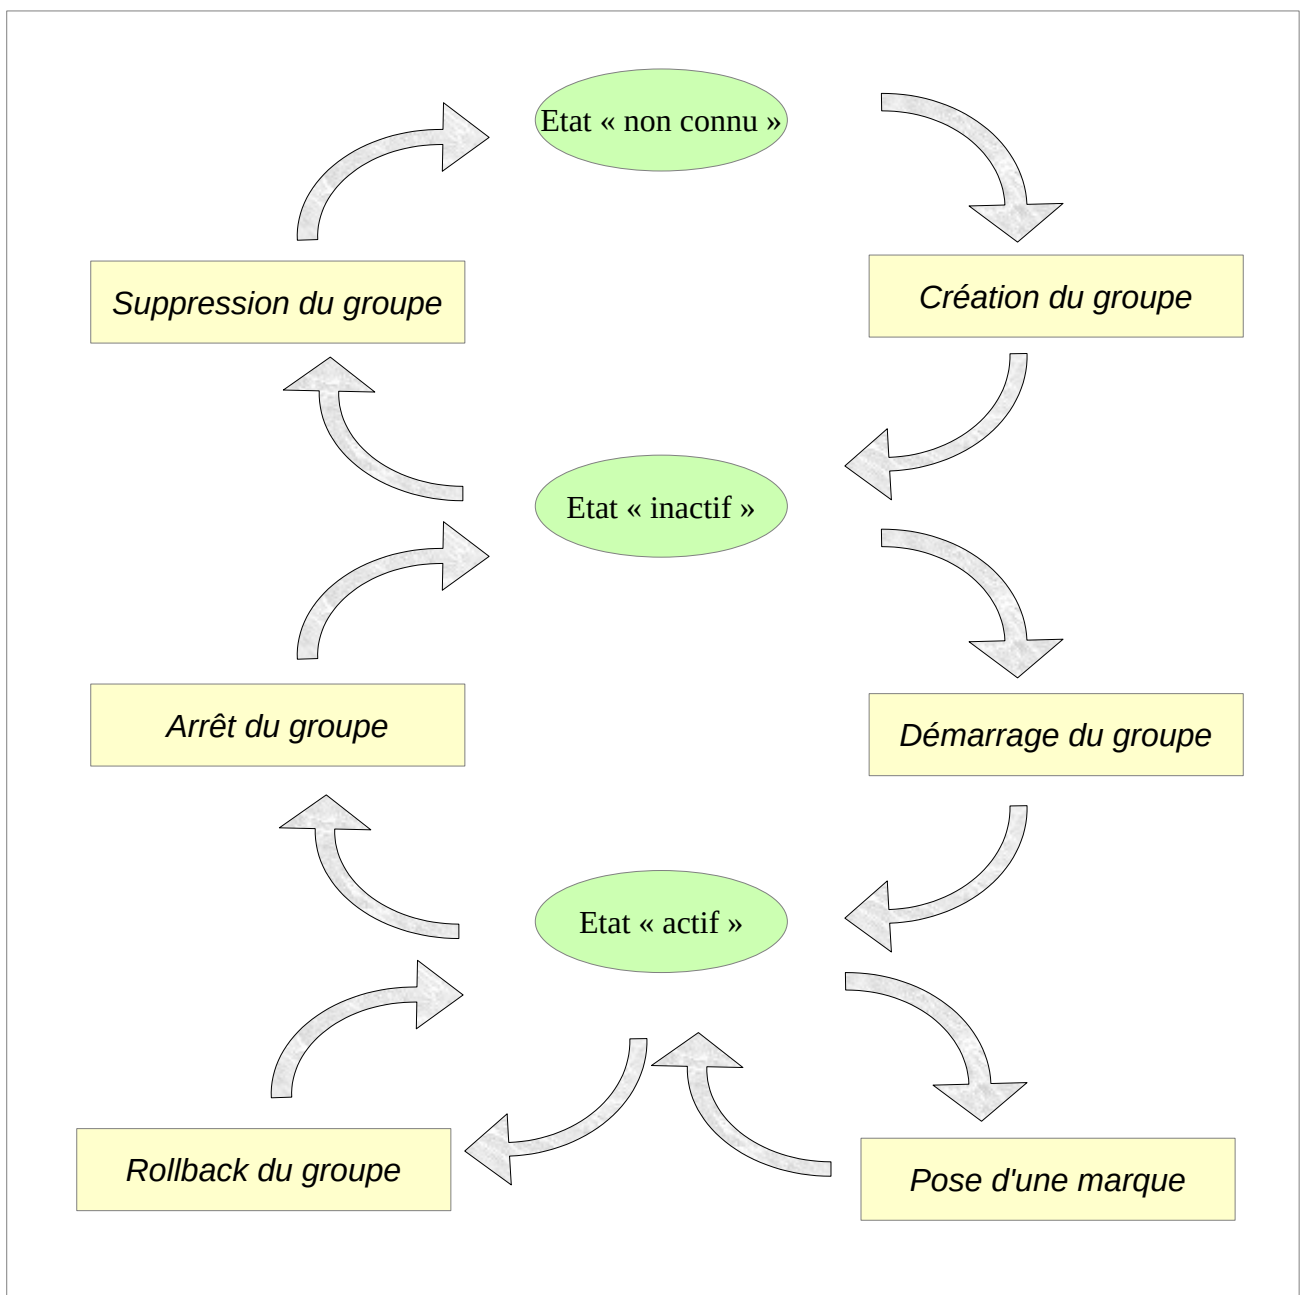 Etat « non connu »
Suppression du groupe
Création du groupe
Etat « inactif »
Arrêt du groupe
Démarrage du groupe
Etat « actif »
Rollback du groupe
Pose d'une marque